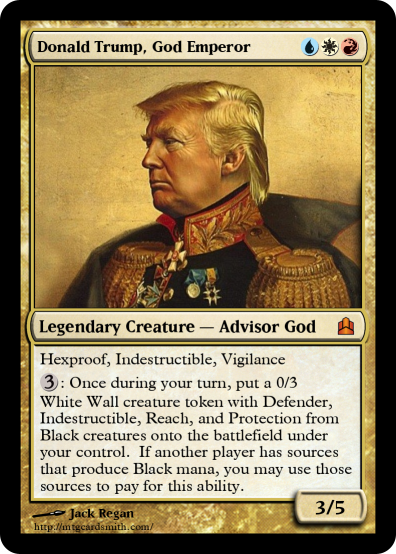 Donald Trump, God Emperor
Legendary Creature — Advisor God
Hexproof, Indestructible, Vigilance
3: Once during your turn, put a 0/3
White Wall creature token with Defender,
Indestructible, Reach, and Protection from
Black creatures onto the battlefield under
your control. If another player has sources
that produce Black mana, you may use those
sources to pay for this ability.
3/5
Jack Regan
http://mtgcardsmith.com/